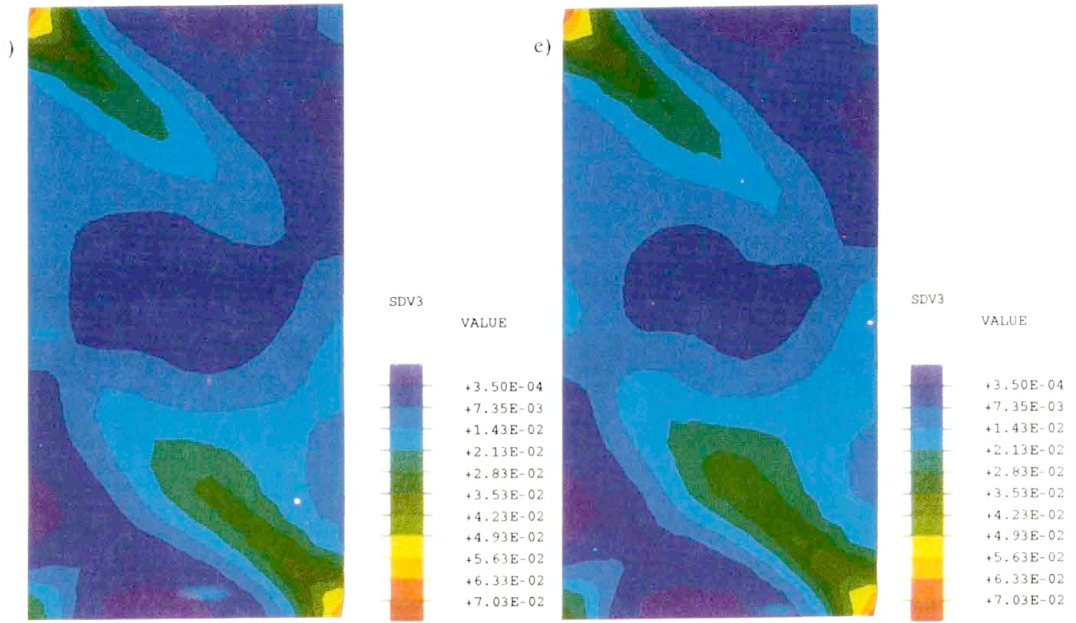 )
SDV3
VALUE
+3.50E-04
+7.35E-03
+1.43E-02
+2.13E-02
+2.83E-02
+3.53E-02
+4.23E-02
+4.93E-02
+5.63E-02
+6.33E-02
+7.03E-02
e)
SDV3
VALUE
+3.50E-04
+7.35E-03
+1.43E-02
+2.13E-02
+2.83E-02
+3.53E-02
+4.23E-02
+4.93E-02
+5.63E-02
+6.33E-02
+7.03E-02